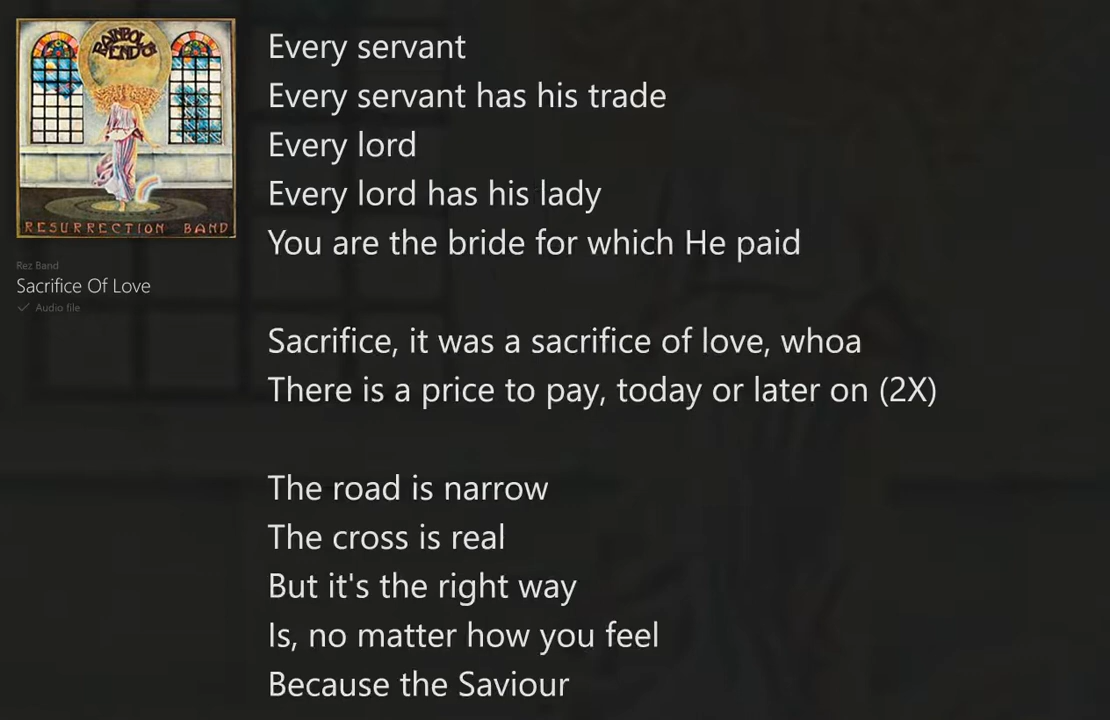 RAINBOW'S
END
RESURRECTION BAND
Rez Band
Sacrifice Of Love
Audio file
Every servant
Every servant has his trade
Every lord
Every lord has his lady
You are the bride for which He paid
Sacrifice, it was a sacrifice of love, whoa
There is a price to pay, today or later on (2X)
The road is narrow
The cross is real
But it's the right way
Is, no matter how you feel
Because the Saviour